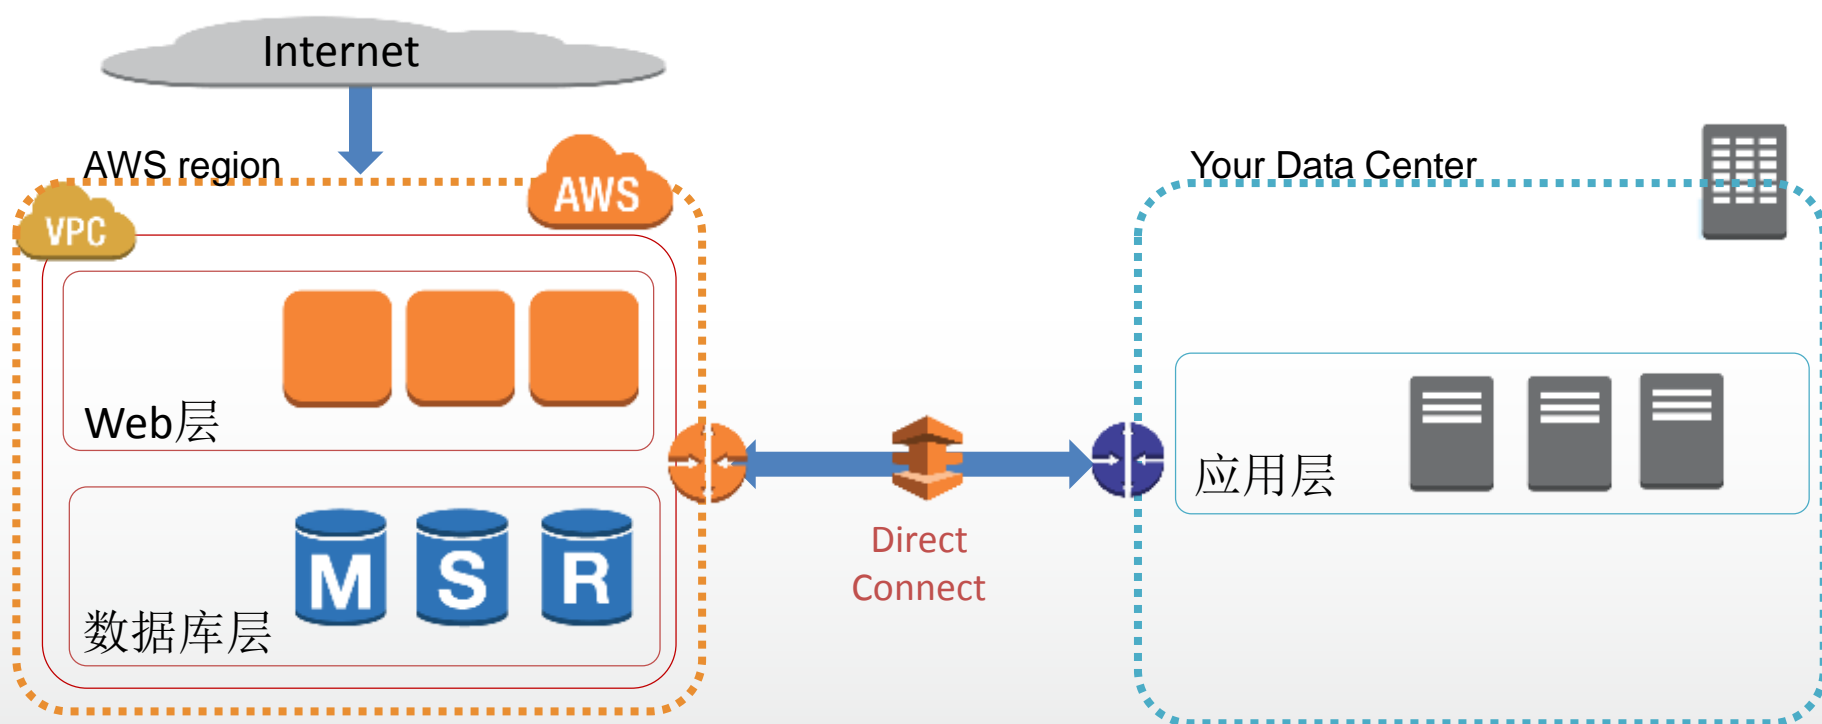 Internet
AWS region
AWS
VPC
Web层
数据库层
M
S
R
Direct
Connect
Your Data Center
应用层